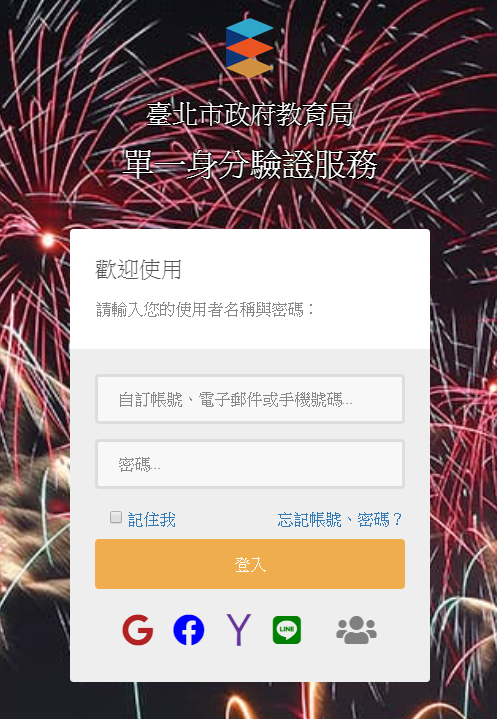 臺北市政府教育局
單一身分驗證服務
歡迎使用
請輸入您的使用者名稱與密碼：
自訂帳號、電子郵件或手機號碼...
密碼...
記住我
忘記帳號、密碼？
登入
LINE